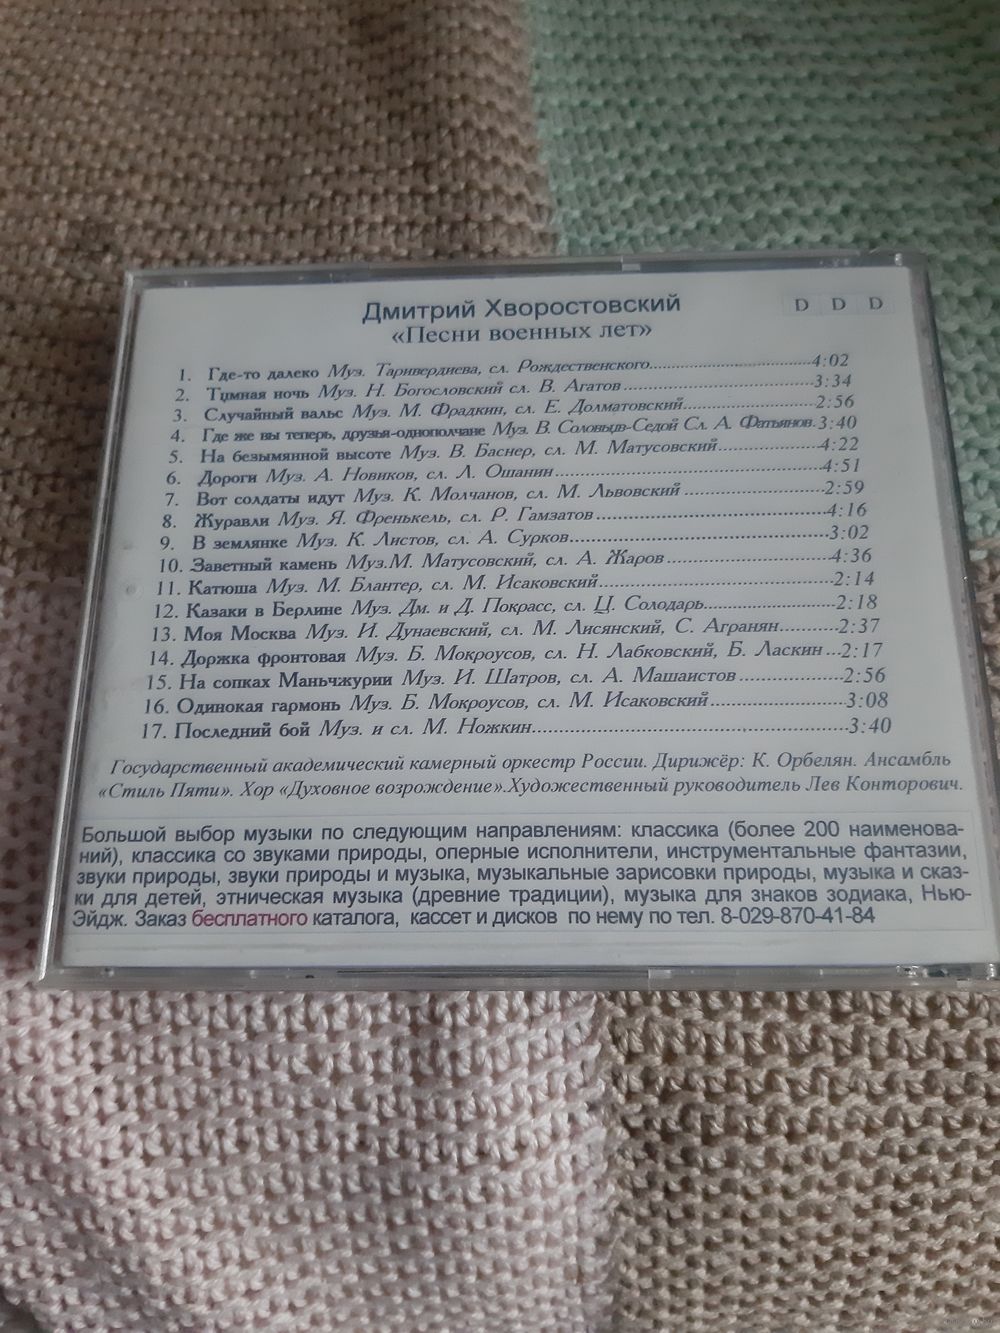 Дмитрий Хворостовский
D D D
«Песни военных лет»
1. Где-то далеко Муз. Таривердиева, сл. Рождественского..........4:02
2. Тцмная ночь Муз. Н. Богословский сл. В. Агатов..........3:34
3. Случайный вальс Муз. М. Фрадкин, сл. Е. Долматовский..........2:56
4. Где же вы теперь, друзья-однополчане Муз. В. Соловьцв-Седой Сл. А. Фатьянов.3:40
5. На безымянной высоте Муз. В. Баснер, сл. М. Матусовский..........4:22
6. Дороги Муз. А. Новиков, сл. Л. Ошанин..........4:51
7. Вот солдаты идут Муз. К. Молчанов, сл. М. Львовский..........2:59
8. Журавли Муз. Я. Френькель, сл. Р. Гамзатов..........4:16
9. В землянке Муз. К. Листов, сл. А. Сурков..........3:02
10. Заветный камень Муз.М. Матусовский, сл. А. Жаров..........4:36
11. Катюша Муз. М. Блантер, сл. М. Исаковский..........2:14
12. Казаки в Берлине Муз. Дм. и Д. Покрасс, сл. Ц. Солодарь..........2:18
13. Моя Москва Муз. И. Дунаевский, сл. М. Лисянский, С. Агранян..........2:37
14. Доржка фронтовая Муз. Б. Мокроусов, сл. Н. Лабковский, Б. Ласкин...2:17
15. На сопках Маньчжурии Муз. И. Шатров, сл. А. Машаистов..........2:56
16. Одинокая гармонь Муз. Б. Мокроусов, сл. М. Исаковский..........3:08
17. Последний бой Муз. и сл. М. Ножкин..........3:40
Государственный академический камерный оркестр России. Дирижёр: К. Орбелян. Ансамбль
«Стиль Пяти». Хор «Духовное возрождение».Художественный руководитель Лев Конторович.
Большой выбор музыки по следующим направлениям: классика (более 200 наименова-
ний), классика со звуками природы, оперные исполнители, инструментальные фантазии,
звуки природы, звуки природы и музыка, музыкальные зарисовки природы, музыка и сказ-
ки для детей, этническая музыка (древние традиции), музыка для знаков зодиака, Нью-
Эйдж. Заказ бесплатного каталога, кассет и дисков по нему по тел. 8-029-870-41-84